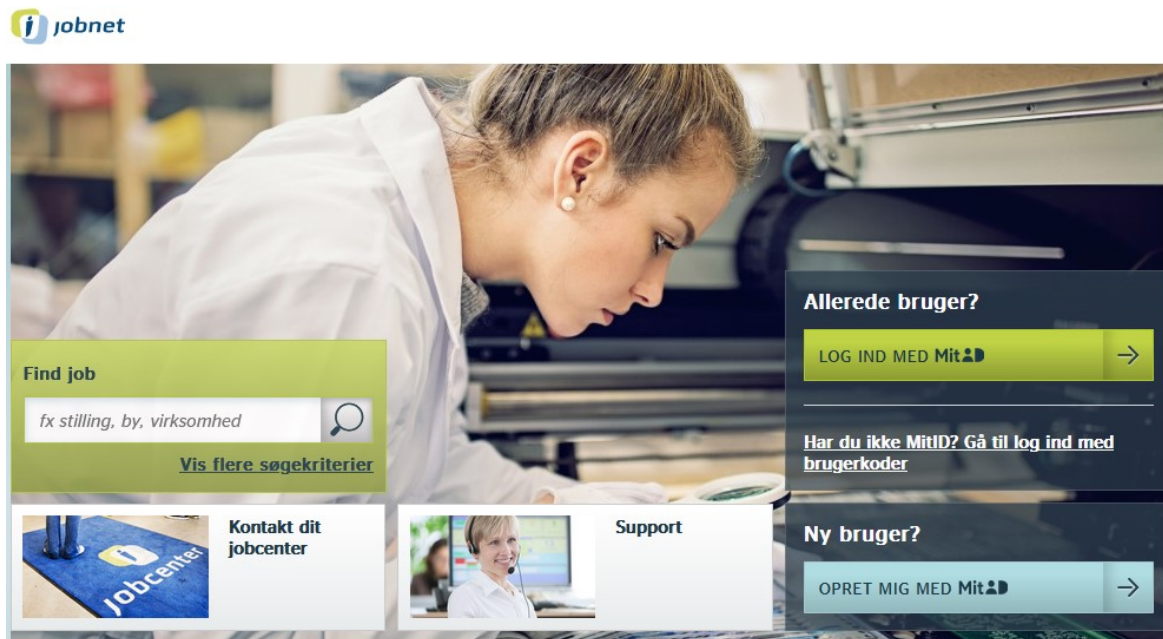 jobnet
Allerede bruger?
LOG IND MED MitID
Find job
fx stilling, by, virksomhed
Vis flere søgekriterier
Har du ikke MitID? Gå til log ind med
brugerkoder
Kontakt dit
jobcenter
Jobcenter
Support
Ny bruger?
OPRET MIG MED MitID